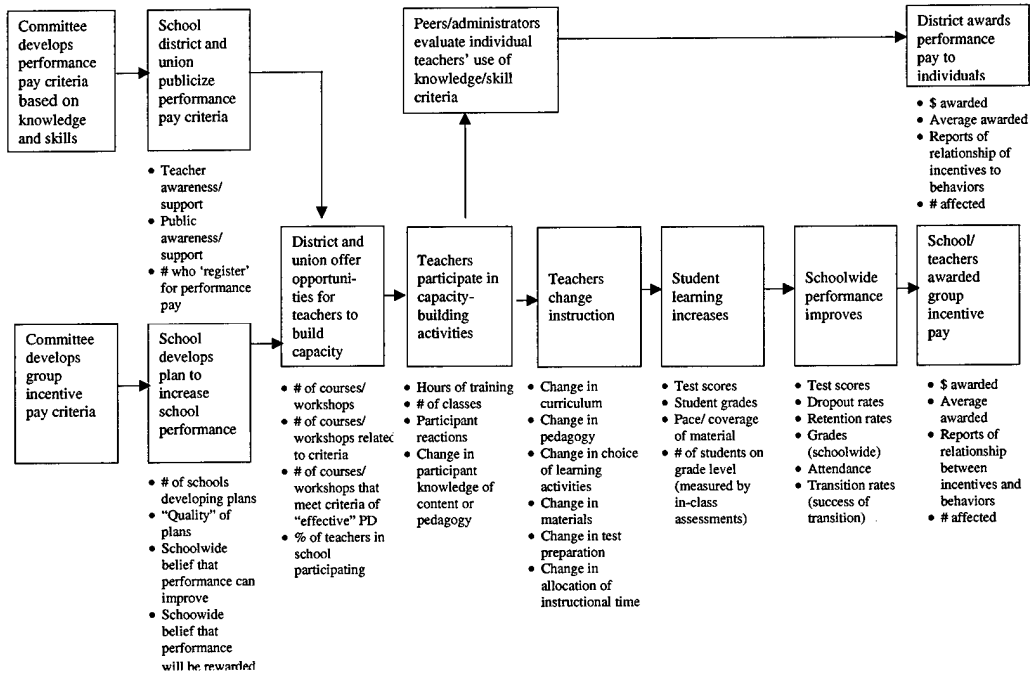 Committee
develops
performance
pay criteria
based on
knowledge
and skills
School
district and
union
publicize
performance
pay criteria
Peers/administrators
evaluate individual
teachers' use of
knowledge/skill
criteria
District awards
performance
pay to
individuals
• $ awarded
• Average awarded
• Reports of
relationship of
incentives to
behaviors
• # affected
• Teacher
awareness/
support
• Public
awareness/
support
• # who 'register'
for performance
pay
Committee
develops
group
incentive
pay criteria
School
develops
plan to
increase
school
performance
District and
union offer
opportuni-
ties for
teachers to
build
capacity
Teachers
participate in
capacity-
building
activities
Teachers
change
instruction
Student
learning
increases
Schoolwide
performance
improves
School/
teachers
awarded
group
incentive
pay
• # of schools
developing plans
• "Quality" of
plans
• Schoolwide
belief that
performance can
improve
• Schoowide
belief that
performance
will be rewarded
• # of courses/
workshops
• # of courses/
workshops related
to criteria
• # of courses/
workshops that
meet criteria of
"effective" PD
• % of teachers in
school
participating
• Hours of training
• # of classes
• Participant
reactions
• Change in
participant
knowledge of
content or
pedagogy
• Change in
curriculum
• Change in
pedagogy
• Change in choice
of learning
activities
• Change in
materials
• Change in test
preparation
• Change in
allocation of
instructional time
• Test scores
• Student grades
• Pace/ coverage
of material
• # of students on
grade level
(measured by
in-class
assessments)
• Test scores
• Dropout rates
• Retention rates
• Grades
(schoolwide)
• Attendance
• Transition rates
(success of
transition)
• $ awarded
• Average
awarded
• Reports of
relationship
between
incentives and
behaviors
• # affected